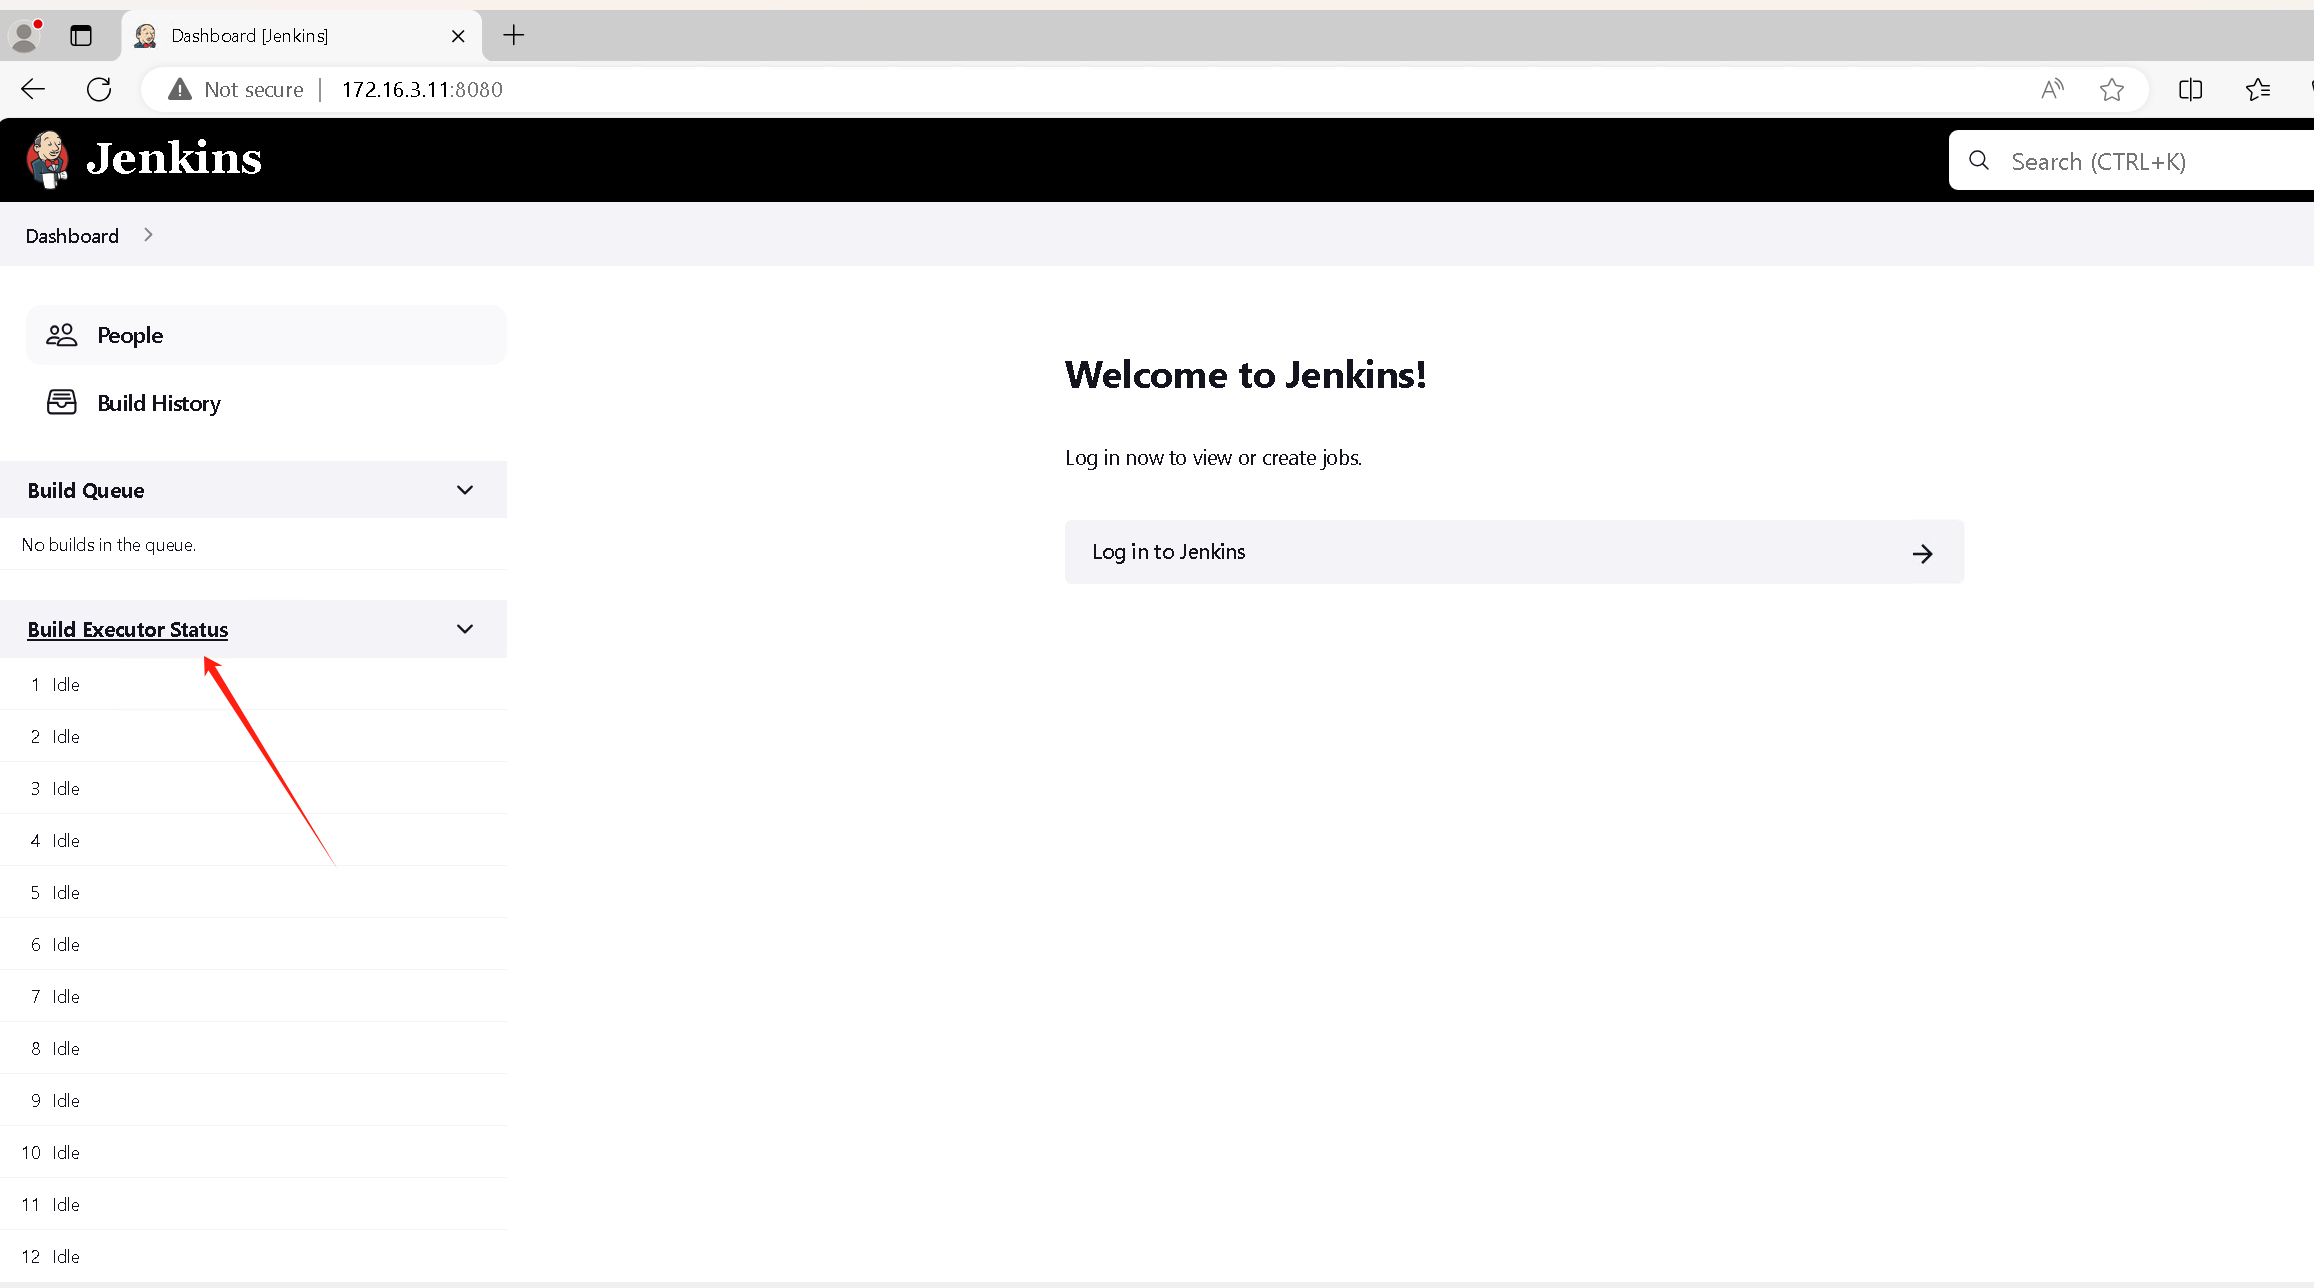 Dashboard [Jenkins]
Not secure | 172.16.3.11:8080
Jenkins
Search (CTRL+K)
Dashboard
People
Build History
Build Queue
No builds in the queue.
Build Executor Status
1 Idle
2 Idle
3 Idle
4 Idle
5 Idle
6 Idle
7 Idle
8 Idle
9 Idle
10 Idle
11 Idle
12 Idle
Welcome to Jenkins!
Log in now to view or create jobs.
Log in to Jenkins